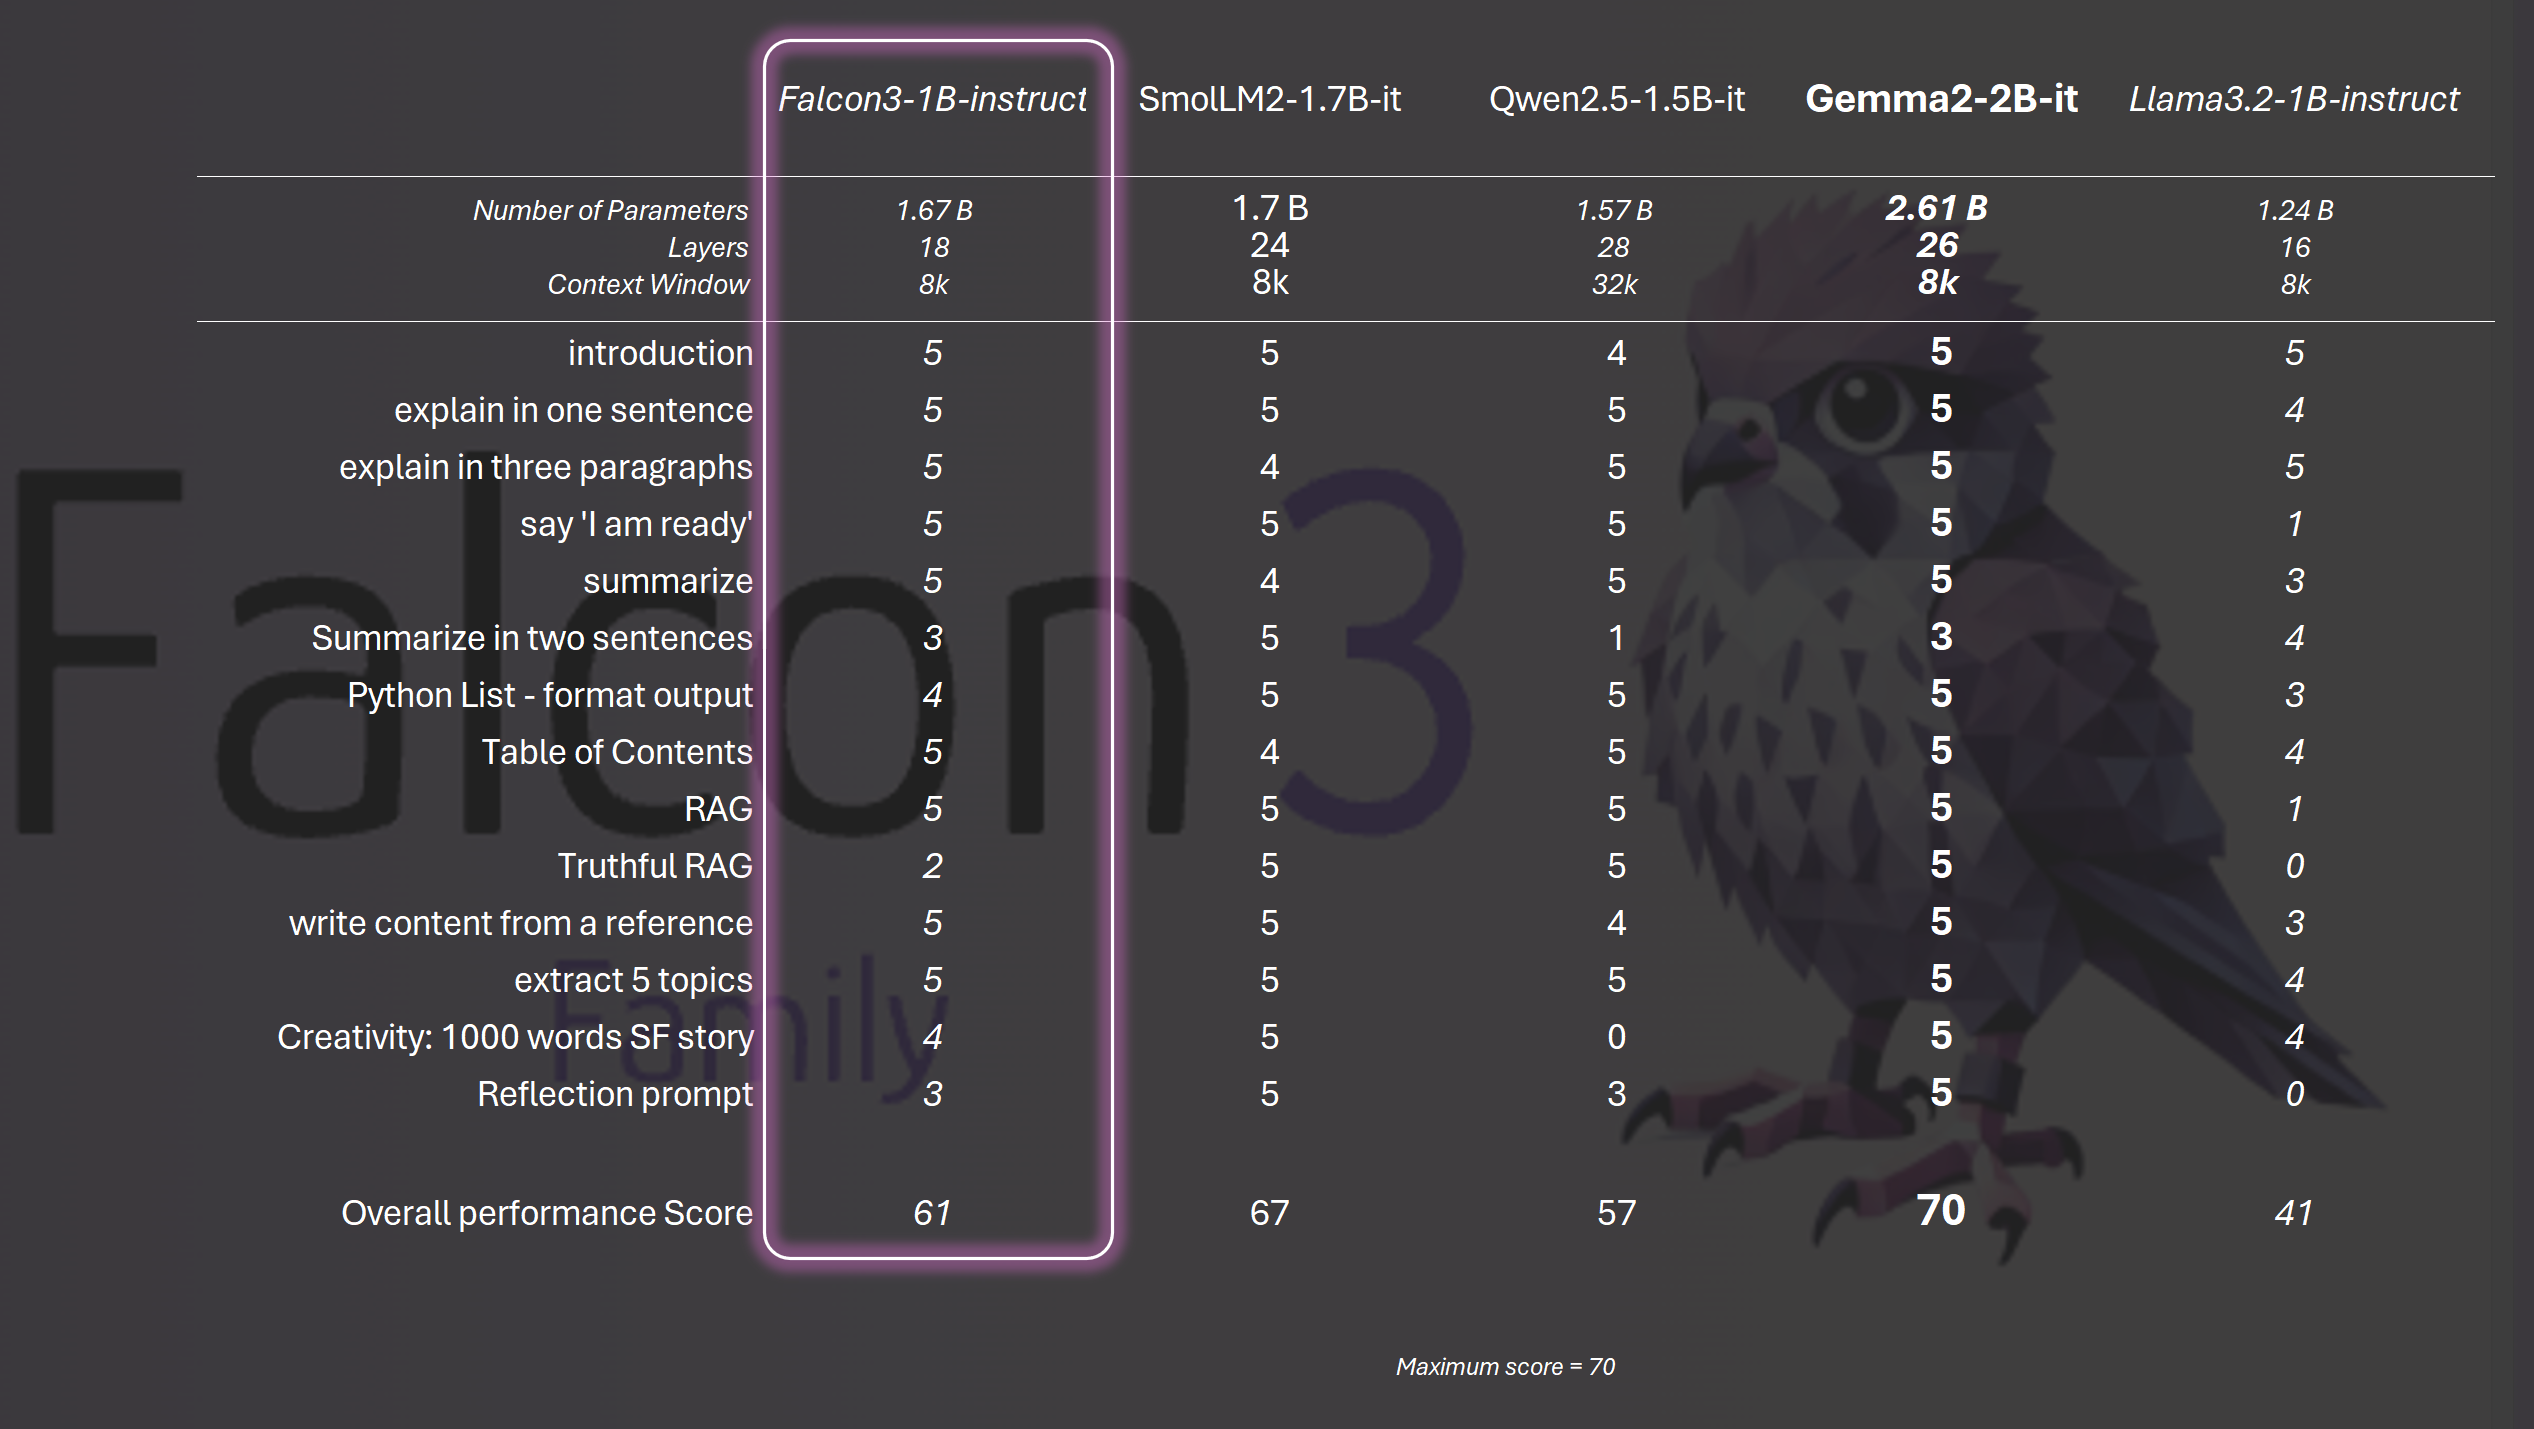 Falcon3-1B-instruct SmolLM2-1.7B-it Qwen2.5-1.5B-it Gemma2-2B-it Llama3.2-1B-instruct
Number of Parameters 1.67 B 1.7 B 1.57 B 2.61 B 1.24 B
Layers 18 24 28 26 16
Context Window 8k 8k 32k 8k 8k
introduction 5 5 4 5 5
explain in one sentence 5 5 5 5 4
explain in three paragraphs 5 4 5 5 5
say 'I am ready' 5 5 5 5 1
summarize 5 4 5 5 3
Summarize in two sentences 3 5 1 3 4
Python List - format output 4 5 5 5 3
Table of Contents 5 4 5 5 4
RAG 5 5 5 5 1
Truthful RAG 2 5 5 5 0
write content from a reference 5 5 4 5 3
extract 5 topics 5 5 5 5 4
Creativity: 1000 words SF story 4 5 0 5 4
Reflection prompt 3 5 3 5 0
Overall performance Score 61 67 57 70 41
Maximum score = 70
Falcon 3
Family